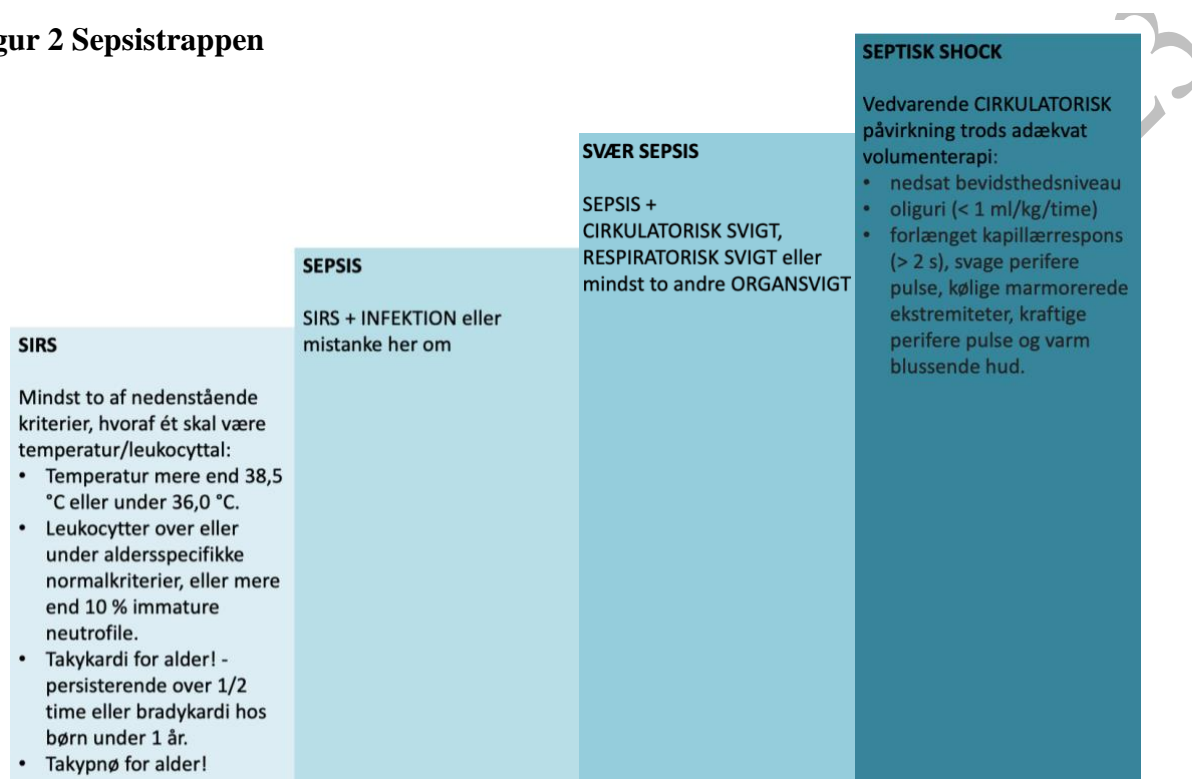 gur 2 Sepsistrappen
SIRS
Mindst to af nedenstående
kriterier, hvoraf ét skal være
temperatur/leukocyttal:
• Temperatur mere end 38,5
°C eller under 36,0 °C.
• Leukocytter over eller
under aldersspecifikke
normalkriterier, eller mere
end 10 % immature
neutrofile.
• Takykardi for alder! -
persisterende over 1/2
time eller bradykardi hos
børn under 1 år.
• Takypnø for alder!
SEPSIS
SIRS + INFEKTION eller
mistanke her om
SVÆR SEPSIS
SEPSIS +
CIRKULATORISK SVIGT,
RESPIRATORISK SVIGT eller
mindst to andre ORGANSVIGT
SEPTISK SHOCK
Vedvarende CIRKULATORISK
påvirkning trods adækvat
volumenterapi:
• nedsat bevidsthedsniveau
• oliguri (< 1 ml/kg/time)
• forlænget kapillærrespons
(> 2 s), svage perifere
pulse, kølige marmorerede
ekstremiteter, kraftige
perifere pulse og varm
blussende hud.